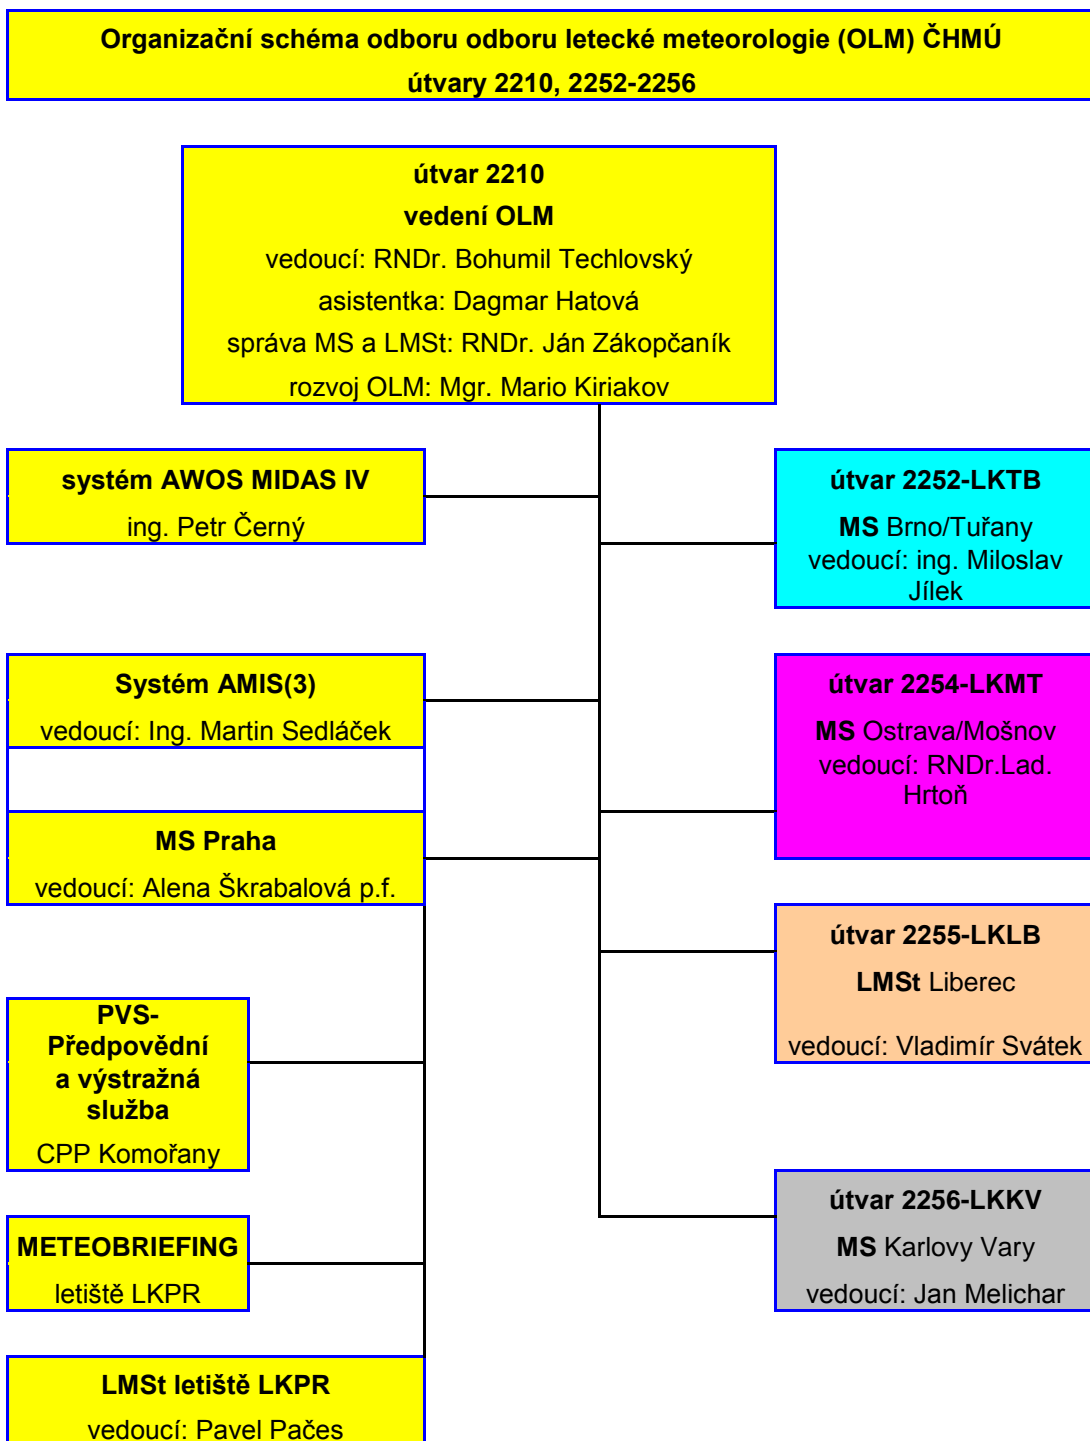 Organizační schéma odboru odboru letecké meteorologie (OLM) ČHMÚ
útvary 2210, 2252-2256
útvar 2210
vedení OLM
vedoucí: RNDr. Bohumil Techlovský
asistentka: Dagmar Hatová
správa MS a LMSt: RNDr. Ján Zákopčaník
rozvoj OLM: Mgr. Mario Kiriakov
systém AWOS MIDAS IV
ing. Petr Černý
Systém AMIS(3)
vedoucí: Ing. Martin Sedláček
MS Praha
vedoucí: Alena Škrabalová p.f.
PVS-
Předpovědní
a výstražná
služba
CPP Komořany
METEOBRIEFING
letiště LKPR
LMSt letiště LKPR
vedoucí: Pavel Pačes
útvar 2252-LKTB
MS Brno/Tuřany
vedoucí: ing. Miloslav
Jílek
útvar 2254-LKMT
MS Ostrava/Mošnov
vedoucí: RNDr.Lad.
Hrtoň
útvar 2255-LKLB
LMSt Liberec
vedoucí: Vladimír Svátek
útvar 2256-LKKV
MS Karlovy Vary
vedoucí: Jan Melichar